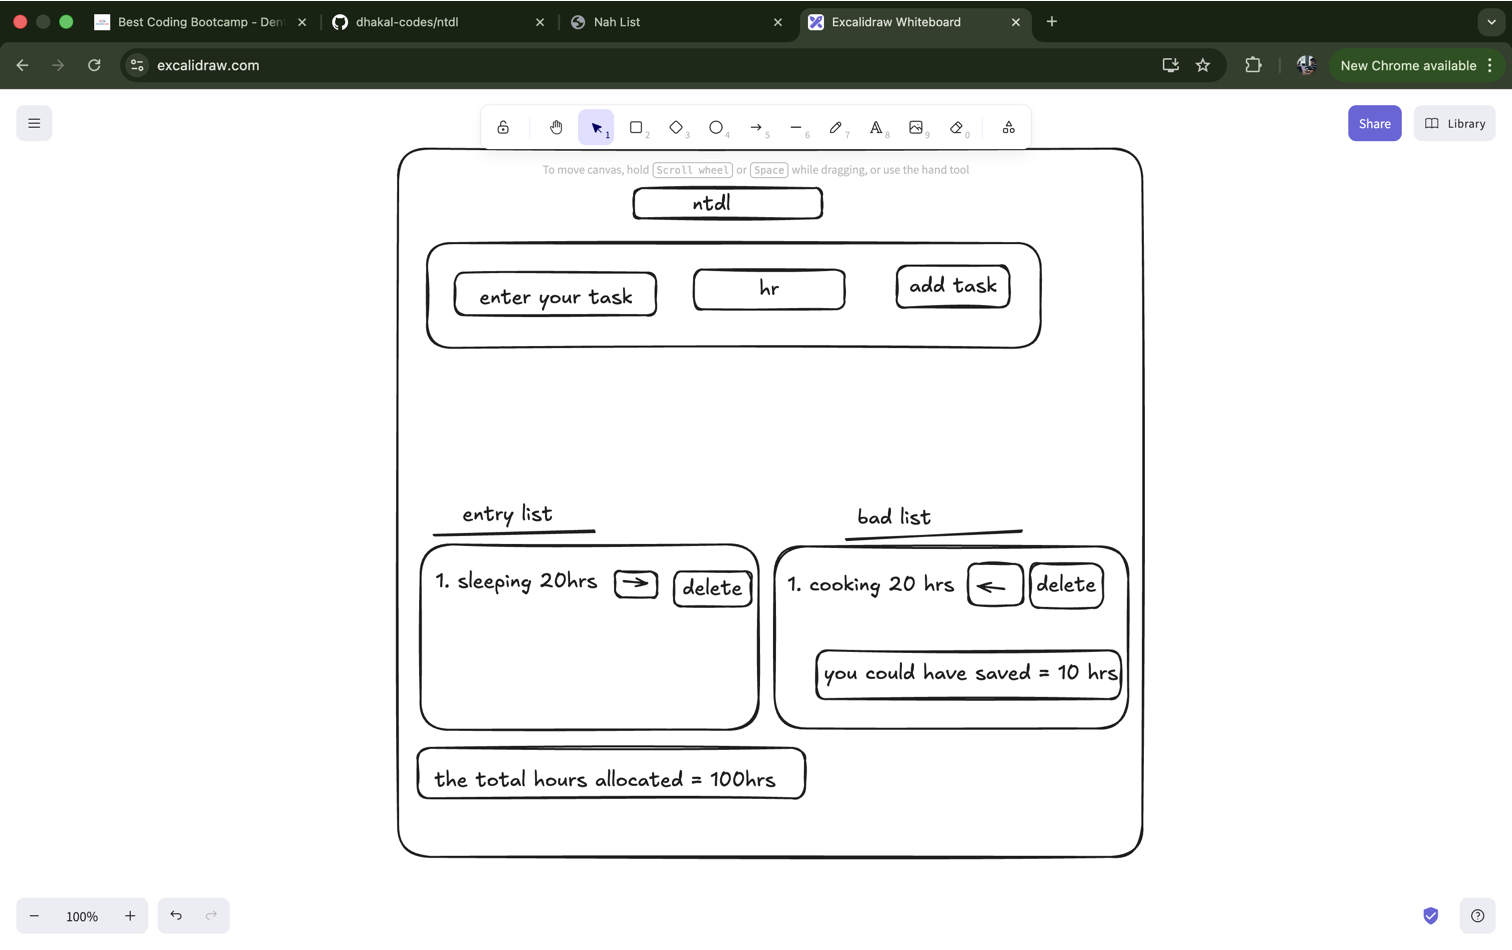 Best Coding Bootcamp - Den
dhakal-codes/ntdl
Nah List
Excalidraw Whiteboard
excalidraw.com
New Chrome available
1 2 3 4 5 6 7 8 9 0
Share
Library
To move canvas, hold Scroll wheel or Space while dragging, or use the hand tool
ntdl
enter your task
hr
add task
entry list
bad list
1. sleeping 20hrs → delete
1. cooking 20 hrs ← delete
you could have saved = 10 hrs
the total hours allocated = 100hrs
100%